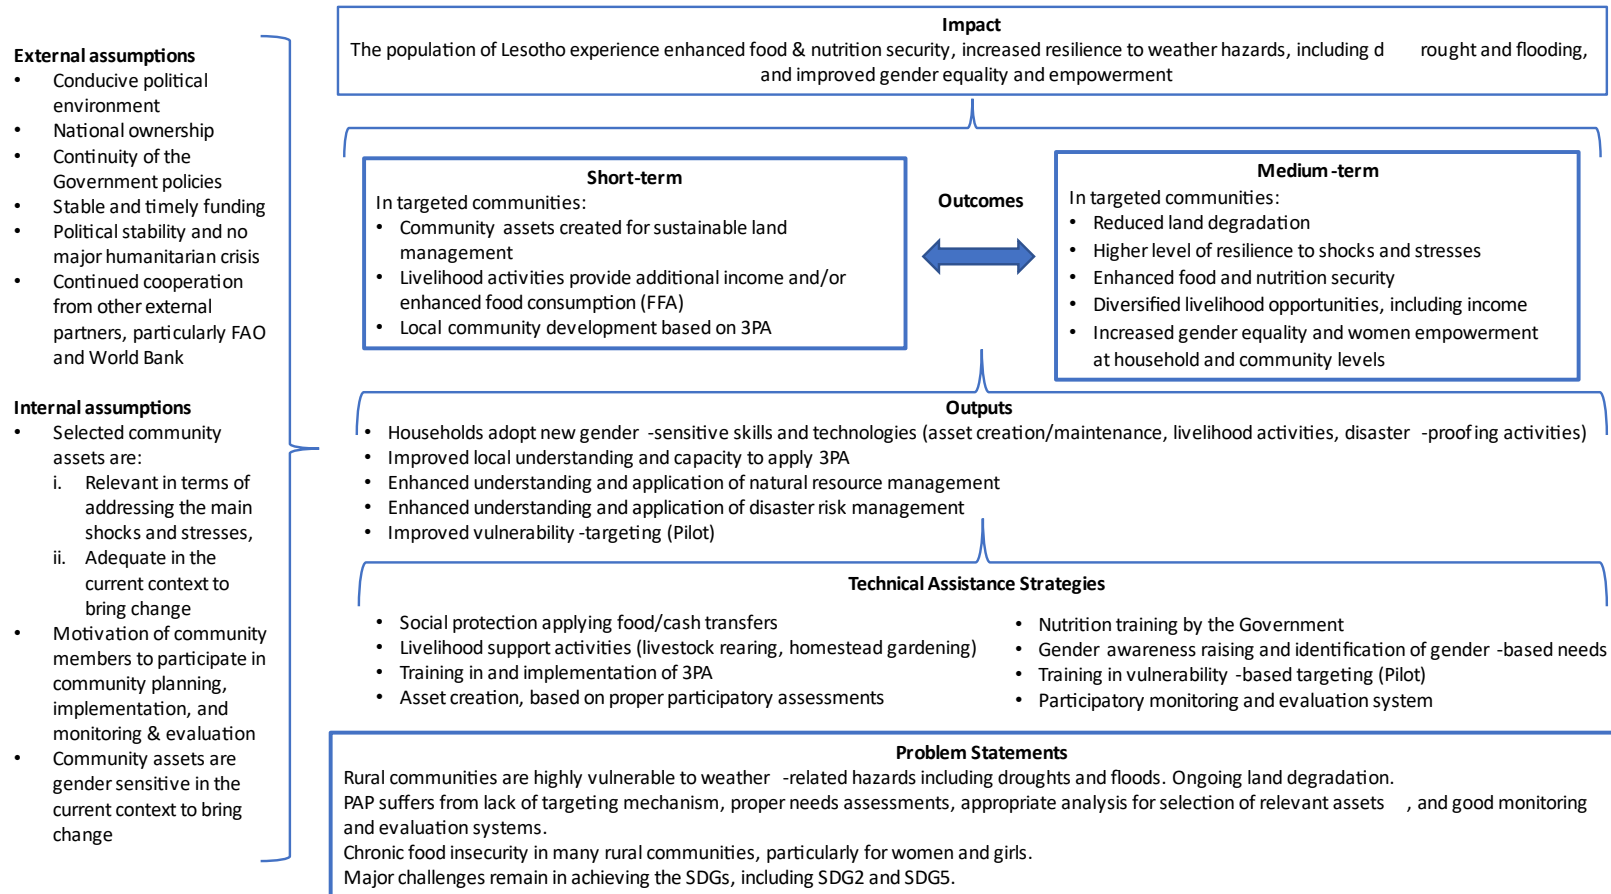 External assumptions
• Conducive political
environment
• National ownership
• Continuity of the
Government policies
• Stable and timely funding
• Political stability and no
major humanitarian crisis
• Continued cooperation
from other external
partners, particularly FAO
and World Bank
Internal assumptions
• Selected community
assets are:
i. Relevant in terms of
addressing the main
shocks and stresses,
ii. Adequate in the
current context to
bring change
• Motivation of community
members to participate in
community planning,
implementation, and
monitoring & evaluation
• Community assets are
gender sensitive in the
current context to bring
change
Impact
The population of Lesotho experience enhanced food & nutrition security, increased resilience to weather hazards, including d rought and flooding,
and improved gender equality and empowerment
Short-term
In targeted communities:
• Community assets created for sustainable land
management
• Livelihood activities provide additional income and/or
enhanced food consumption (FFA)
• Local community development based on 3PA
Outcomes
Medium -term
In targeted communities:
• Reduced land degradation
• Higher level of resilience to shocks and stresses
• Enhanced food and nutrition security
• Diversified livelihood opportunities, including income
• Increased gender equality and women empowerment
at household and community levels
Outputs
• Households adopt new gender -sensitive skills and technologies (asset creation/maintenance, livelihood activities, disaster -proofing activities)
• Improved local understanding and capacity to apply 3PA
• Enhanced understanding and application of natural resource management
• Enhanced understanding and application of disaster risk management
• Improved vulnerability -targeting (Pilot)
Technical Assistance Strategies
• Social protection applying food/cash transfers
• Livelihood support activities (livestock rearing, homestead gardening)
• Training in and implementation of 3PA
• Asset creation, based on proper participatory assessments
• Nutrition training by the Government
• Gender awareness raising and identification of gender -based needs
• Training in vulnerability -based targeting (Pilot)
• Participatory monitoring and evaluation system
Problem Statements
Rural communities are highly vulnerable to weather -related hazards including droughts and floods. Ongoing land degradation.
PAP suffers from lack of targeting mechanism, proper needs assessments, appropriate analysis for selection of relevant assets , and good monitoring
and evaluation systems.
Chronic food insecurity in many rural communities, particularly for women and girls.
Major challenges remain in achieving the SDGs, including SDG2 and SDG5.